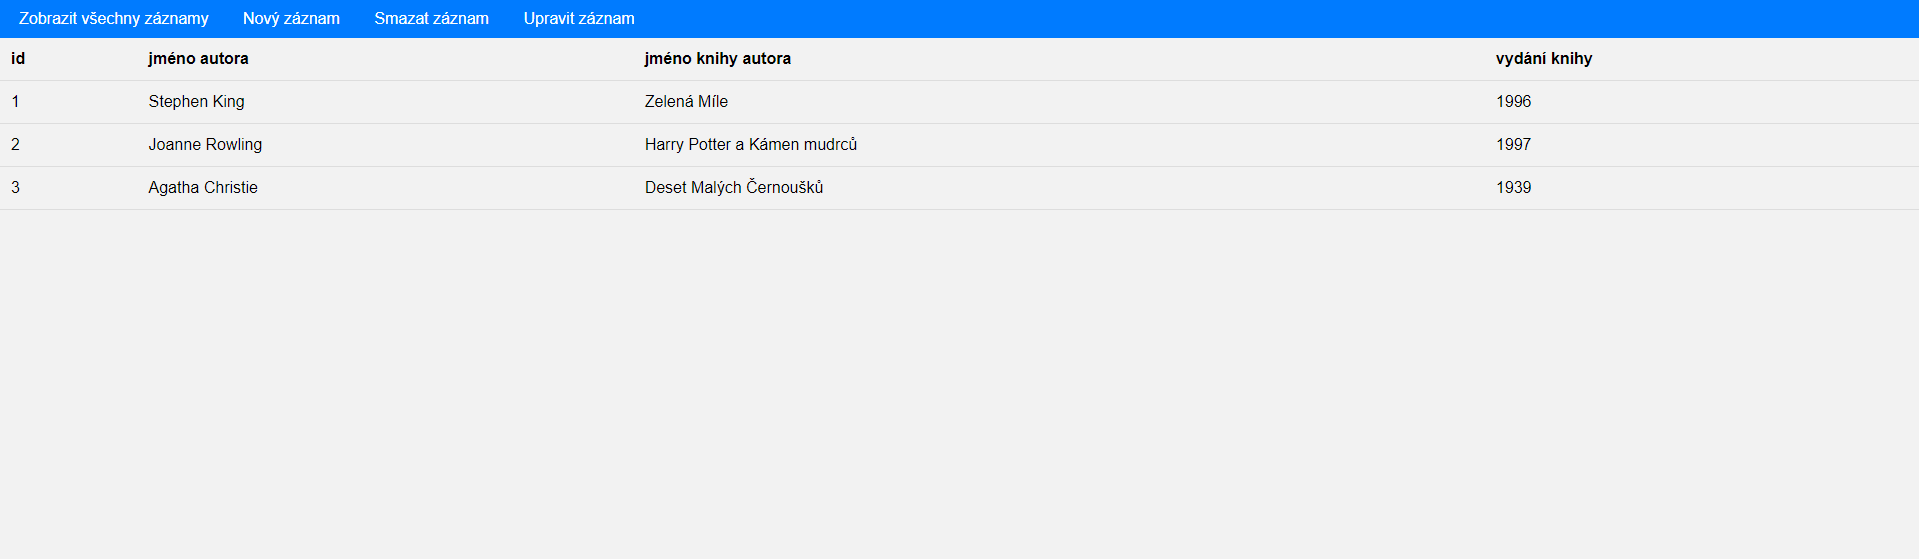 Zobrazit všechny záznamy Nový záznam Smazat záznam Upravit záznam
id jméno autora jméno knihy autora vydání knihy
1 Stephen King Zelená Míle 1996
2 Joanne Rowling Harry Potter a Kámen mudrců 1997
3 Agatha Christie Deset Malých Černoušků 1939